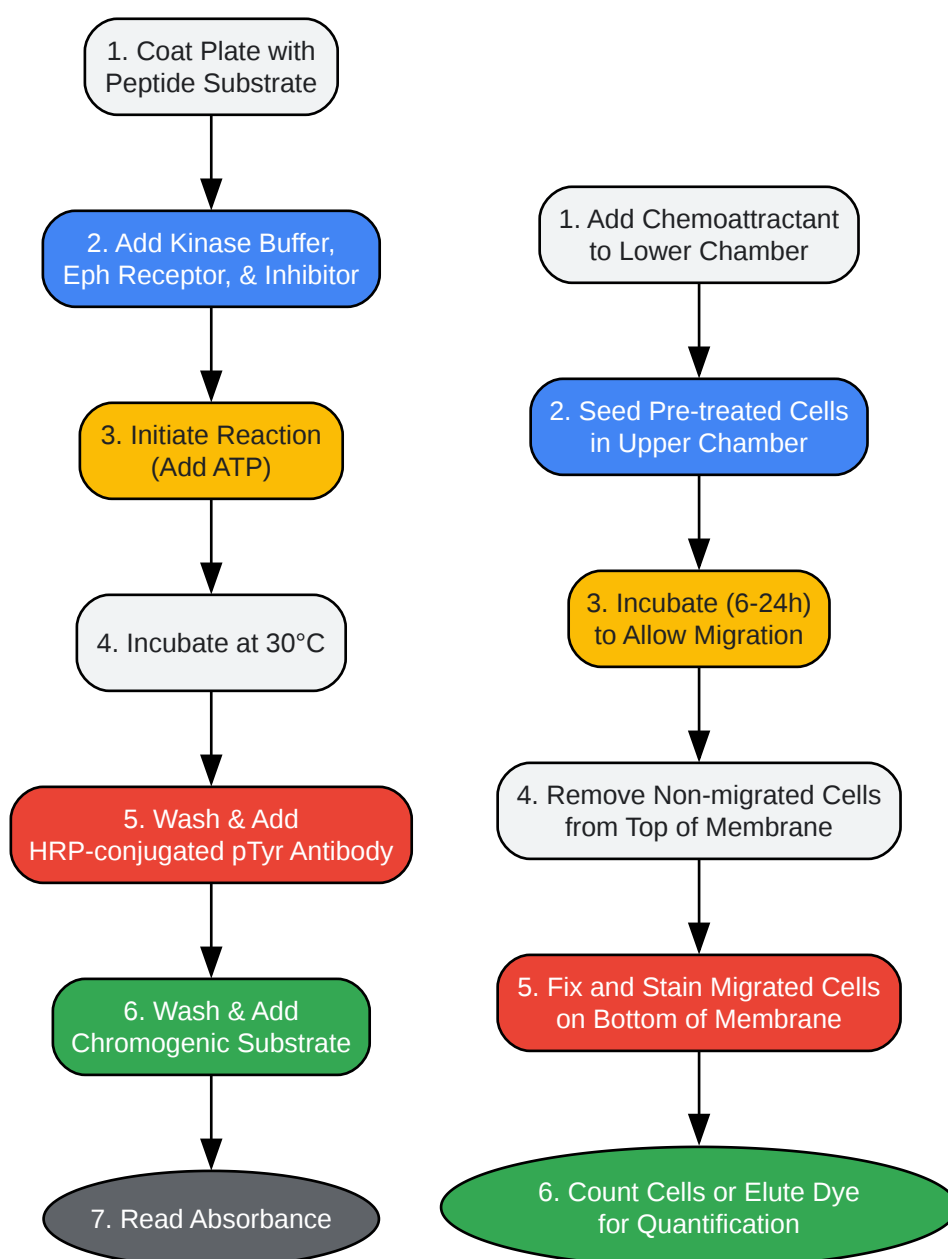 1. Coat Plate with
Peptide Substrate
2. Add Kinase Buffer,
Eph Receptor, & Inhibitor
3. Initiate Reaction
(Add ATP)
4. Incubate at 30°C
5. Wash & Add
HRP-conjugated pTyr Antibody
6. Wash & Add
Chromogenic Substrate
7. Read Absorbance
1. Add Chemoattractant
to Lower Chamber
2. Seed Pre-treated Cells
in Upper Chamber
3. Incubate (6-24h)
to Allow Migration
4. Remove Non-migrated Cells
from Top of Membrane
5. Fix and Stain Migrated Cells
on Bottom of Membrane
6. Count Cells or Elute Dye
for Quantification